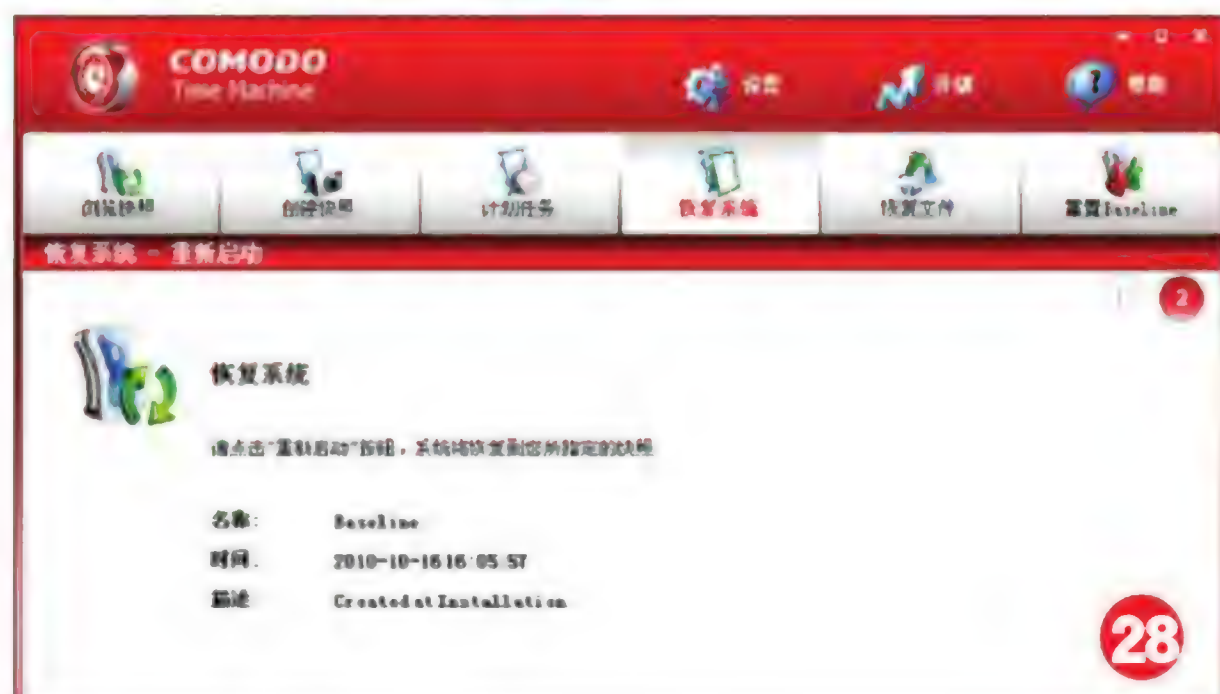 COMODO
Time Machine
设置
升级
帮助
浏览快照
创建快照
计划任务
恢复系统
恢复文件
重置Baseline
恢复系统 - 重新启动
2
恢复系统
请点击"重新启动"按钮，系统将恢复到您所指定的快照
名称: Baseline
时间: 2010-10-16 16:05:57
描述: Created at Installation
28